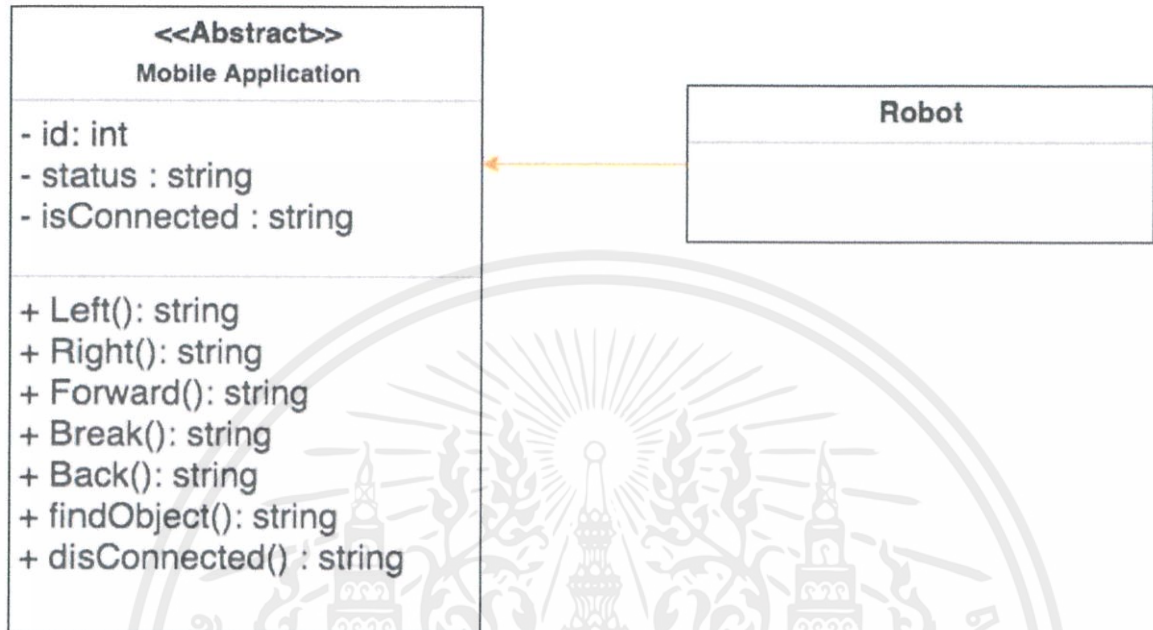 <<Abstract>>
Mobile Application
- id: int
- status : string
- isConnected : string
+ Left(): string
+ Right(): string
+ Forward(): string
+ Break(): string
+ Back(): string
+ findObject(): string
+ disConnected() : string
Robot